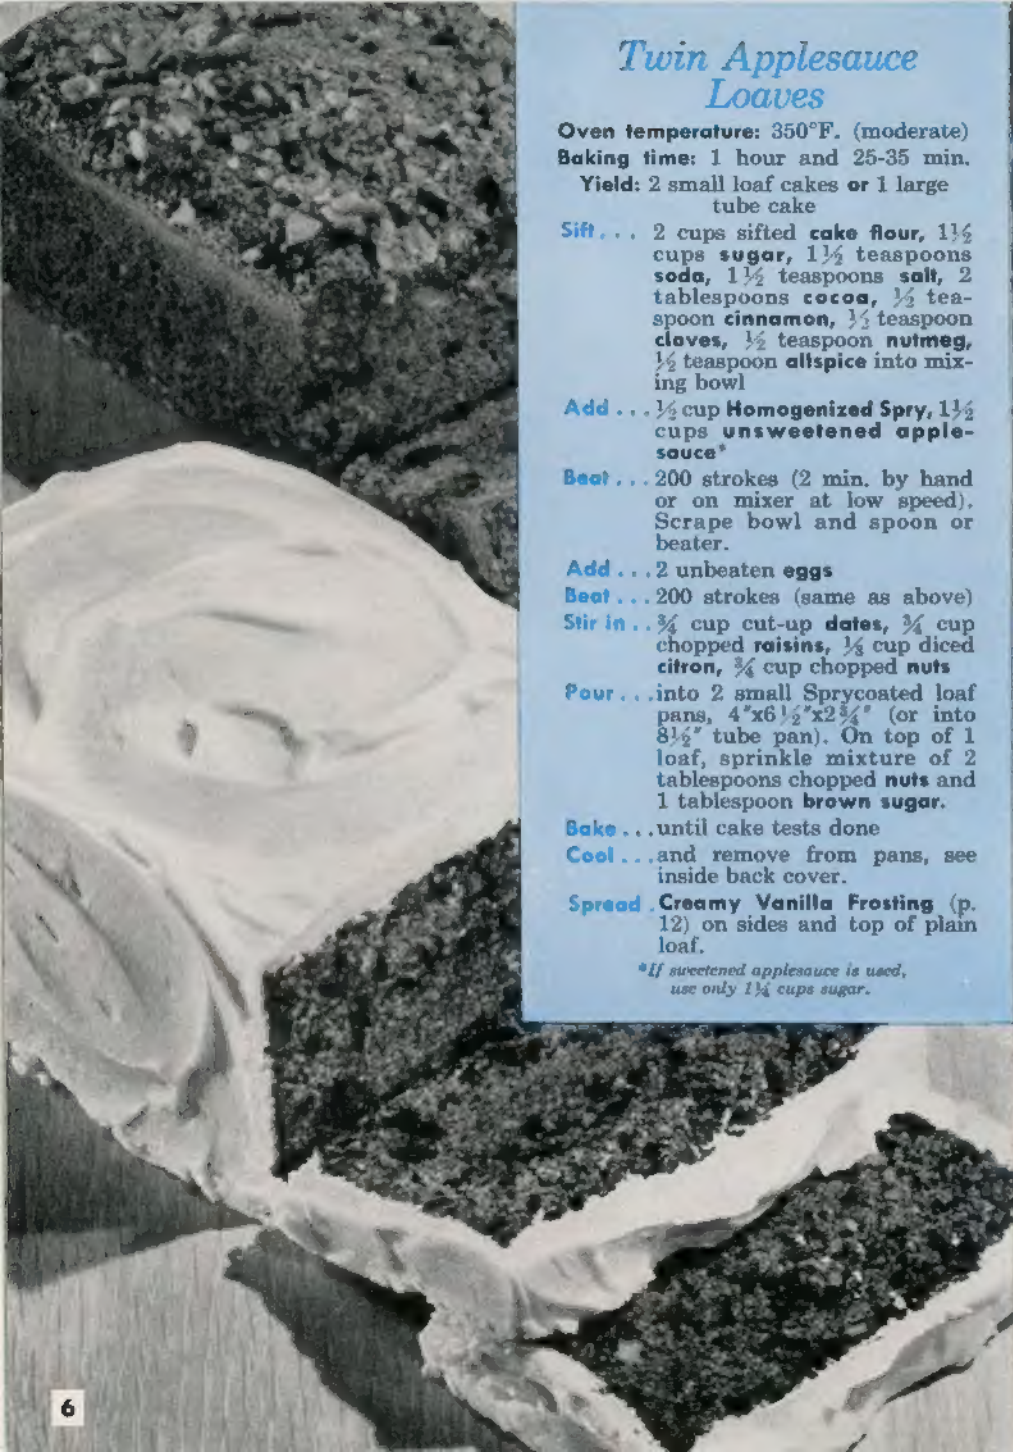 Twin Applesauce
Loaves
Oven temperature: 350°F. (moderate)
Baking time: 1 hour and 25-35 min.
Yield: 2 small loaf cakes or 1 large
tube cake
Sift... 2 cups sifted cake flour, 1½
cups sugar, 1½ teaspoons
soda, 1½ teaspoons salt, 2
tablespoons cocoa, ½ tea-
spoon cinnamon, ½ teaspoon
cloves, ½ teaspoon nutmeg,
½ teaspoon allspice into mix-
ing bowl
Add...½ cup Homogenized Spry, 1½
cups unsweetened apple-
sauce*
Beat...200 strokes (2 min. by hand
or on mixer at low speed).
Scrape bowl and spoon or
beater.
Add...2 unbeaten eggs
Beat...200 strokes (same as above)
Stir in..¾ cup cut-up dates, ¾ cup
chopped raisins, cup diced
citron, ¾ cup chopped nuts
Pour...into 2 small Sprycoated loaf
pans, 4"x6½"x2¾" (or into
8½" tube pan). On top of 1
loaf, sprinkle mixture of 2
tablespoons chopped nuts and
1 tablespoon brown sugar.
Bake...until cake tests done
Cool...and remove from pans, see
inside back cover.
Spread.Creamy Vanilla Frosting (p.
12) on sides and top of plain
loaf.
*If sweetened applesauce is used,
use only 1¼ cups sugar.
6